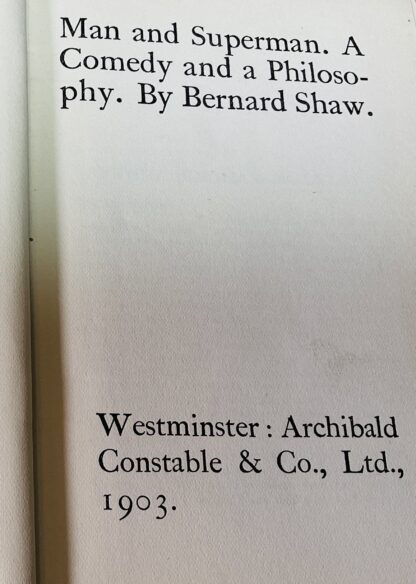 Man and Superman. A
Comedy and a Philoso-
phy. By Bernard Shaw.
Westminster: Archibald
Constable & Co., Ltd.,
1903.